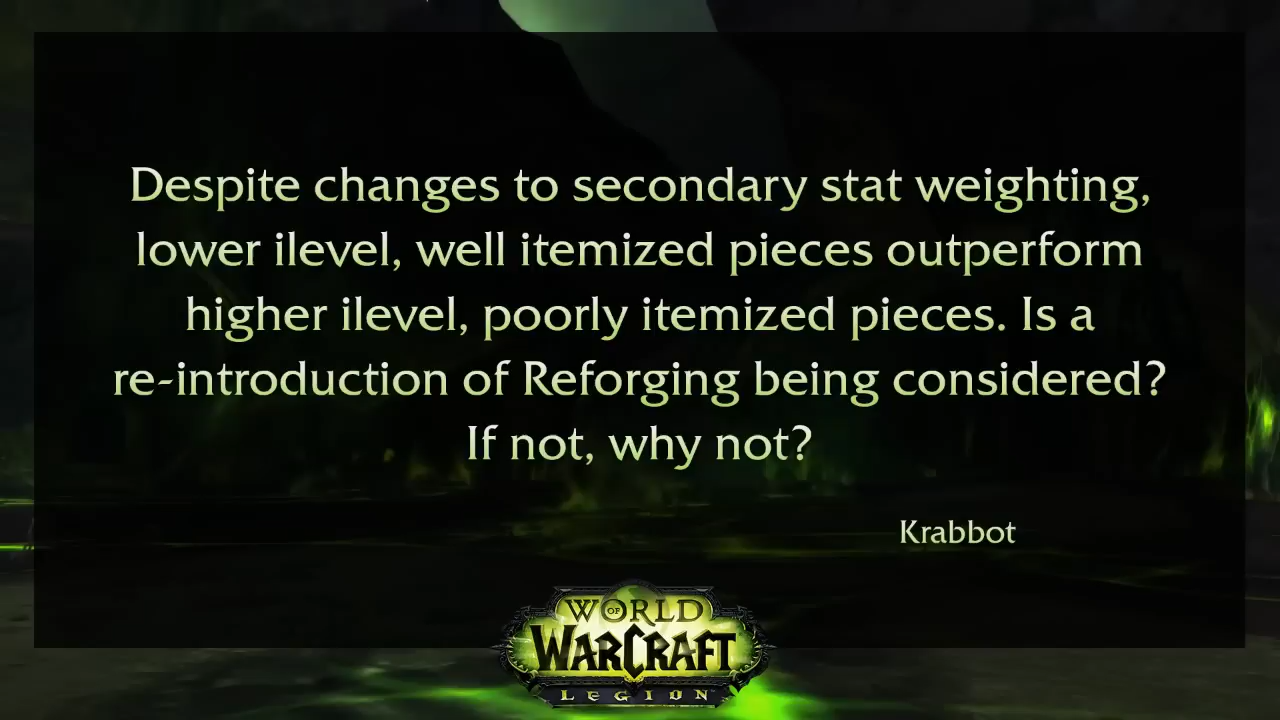 Despite changes to secondary stat weighting,
lower ilevel, well itemized pieces outperform
higher ilevel, poorly itemized pieces. Is a
re-introduction of Reforging being considered?
If not, why not?
Krabbot
WORLD
OF
WARCRAFT
LEGION